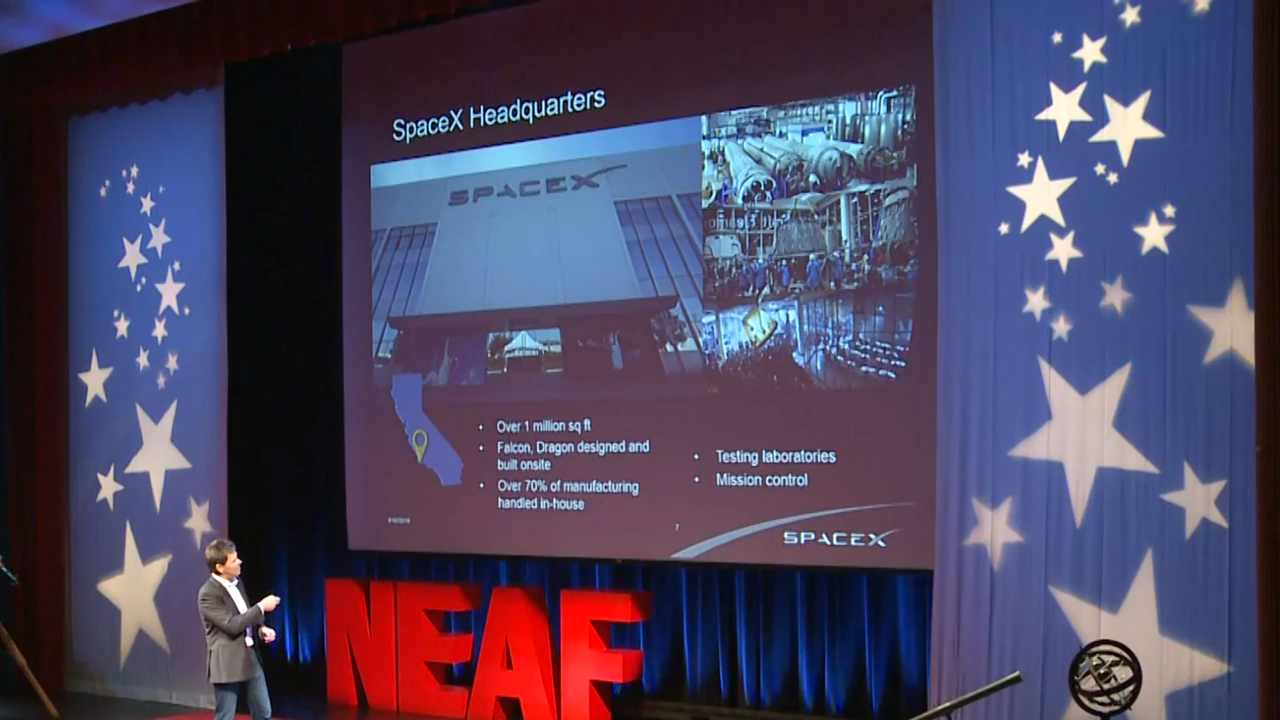 SpaceX Headquarters
SPACEX
• Over 1 million sq ft
• Falcon, Dragon designed and
built onsite
• Over 70% of manufacturing
handled in-house
• Testing laboratories
• Mission control
7
SPACEX
NEAF